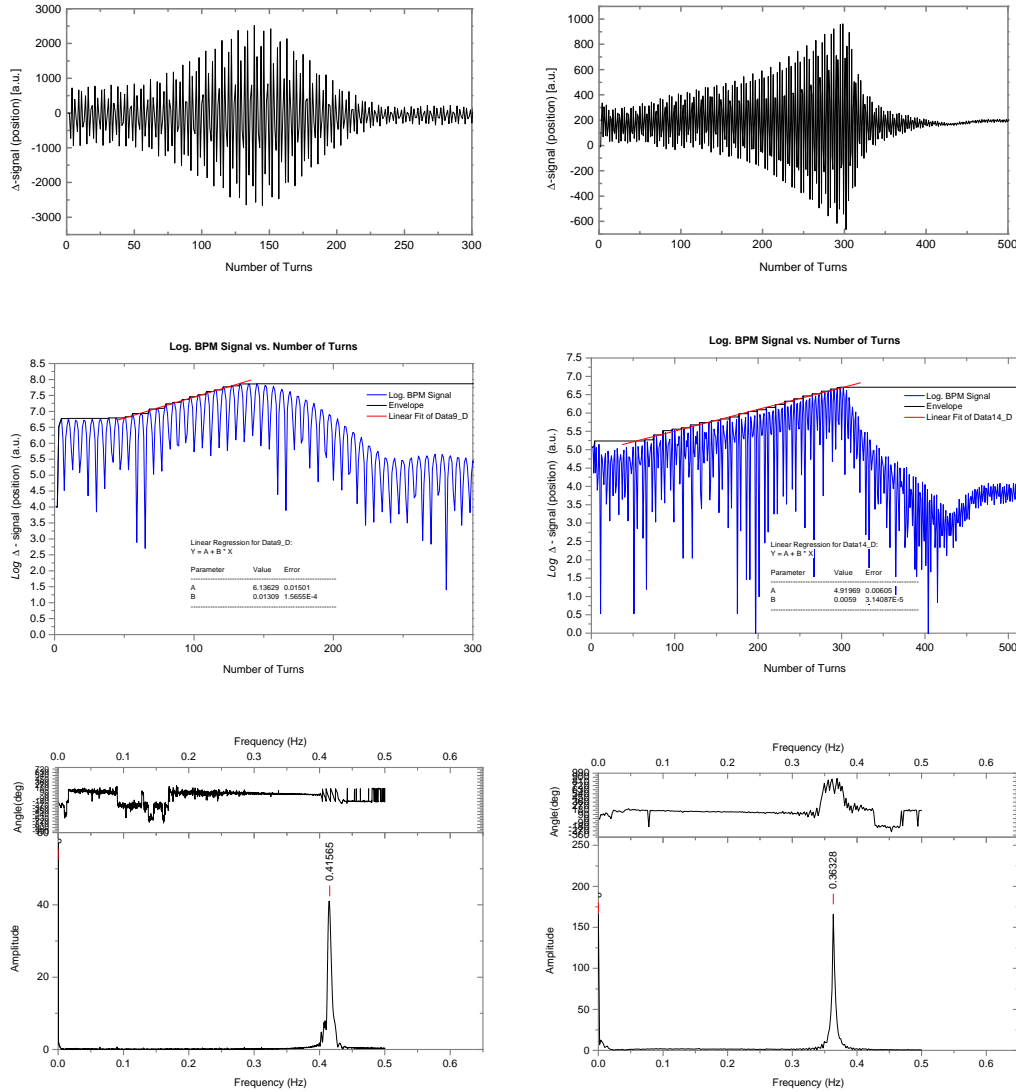 3000
2000
1000
0
-1000
-2000
-3000
Δ-signal (position) [a.u.]
0 50 100 150 200 250 300
Number of Turns
1000
800
600
400
200
0
-200
-400
-600
Δ-signal (position) [a.u.]
0 100 200 300 400 500
Number of Turns
Log. BPM Signal vs. Number of Turns
8.5
8.0
7.5
7.0
6.5
6.0
5.5
5.0
4.5
4.0
3.5
3.0
2.5
2.0
1.5
1.0
0.5
0.0
Log Δ - signal (position) (a.u.)
Log. BPM Signal
Envelope
Linear Fit of Data9_D
Linear Regression for Data9_D:
Y = A + B * X
Parameter Value Error
A 6.13629 0.01501
B 0.01309 1.5655E-4
0 100 200 300
Number of Turns
Log. BPM Signal vs. Number of Turns
7.5
7.0
6.5
6.0
5.5
5.0
4.5
4.0
3.5
3.0
2.5
2.0
1.5
1.0
0.5
0.0
Log Δ - signal (position) (a.u.)
Log. BPM Signal
Envelope
Linear Fit of Data14_D
Linear Regression for Data14_D:
Y = A + B * X
Parameter Value Error
A 4.91969 0.00605
B 0.0059 3.14087E-5
0 100 200 300 400 500
Number of Turns
Frequency (Hz)
0.0 0.1 0.2 0.3 0.4 0.5 0.6
Angle(deg)
40
20
0
Amplitude
0.41565
0.0 0.1 0.2 0.3 0.4 0.5 0.6
Frequency (Hz)
Frequency (Hz)
0.0 0.1 0.2 0.3 0.4 0.5 0.6
Angle(deg)
250
200
150
100
50
0
Amplitude
0.36328
0.0 0.1 0.2 0.3 0.4 0.5 0.6
Frequency (Hz)